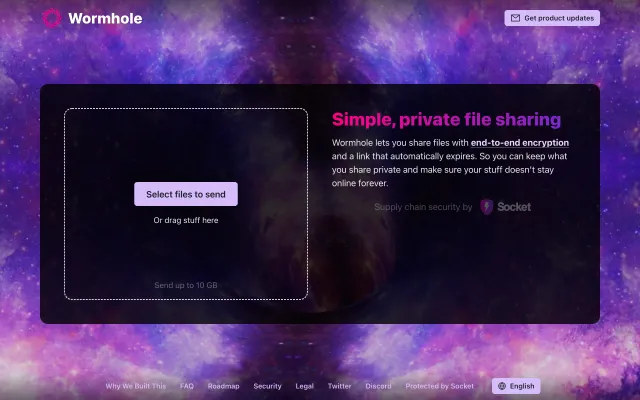 Wormhole
Get product updates
Select files to send
Or drag stuff here
Send up to 10 GB
Simple, private file sharing
Wormhole lets you share files with end-to-end encryption
and a link that automatically expires. So you can keep what
you share private and make sure your stuff doesn't stay
online forever.
Supply chain security by Socket
Why We Built This FAQ Roadmap Security Legal Twitter Discord Protected by Socket English